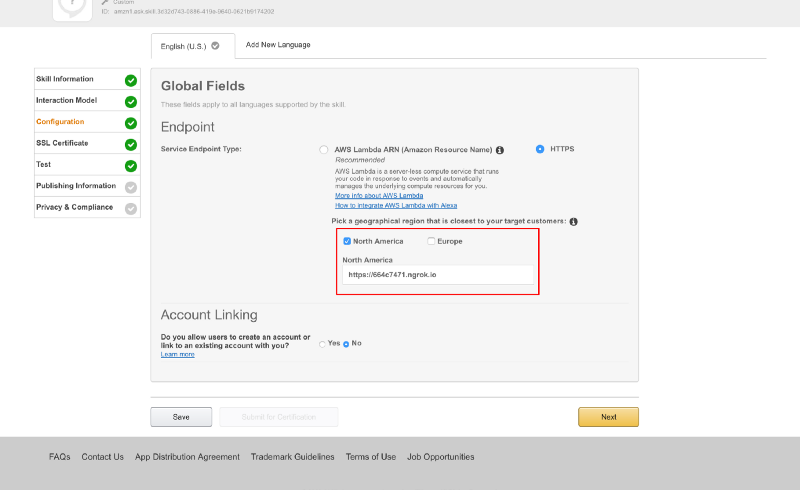 Custom
ID: amzn1.ask.skill.3e32d743-0886-419e-9640-0621b9174292
English (U.S.)
Add New Language
Skill Information
Interaction Model
Configuration
SSL Certificate
Test
Publishing Information
Privacy & Compliance
Global Fields
These fields apply to all languages supported by the skill.
Endpoint
Service Endpoint Type:
AWS Lambda ARN (Amazon Resource Name)
HTTPS
Recommended
AWS Lambda is a server-less compute service that runs
your code in response to events and automatically
manages the underlying compute resources for you.
More info about AWS Lambda
How to integrate AWS Lambda with Alexa
Pick a geographical region that is closest to your target customers:
North America
Europe
North America
https://664c7471.ngrok.io
Account Linking
Do you allow users to create an account or
link to an existing account with you?
Yes
No
Learn more
Save
Submit for Certification
Next
FAQs
Contact Us
App Distribution Agreement
Trademark Guidelines
Terms of Use
Job Opportunities